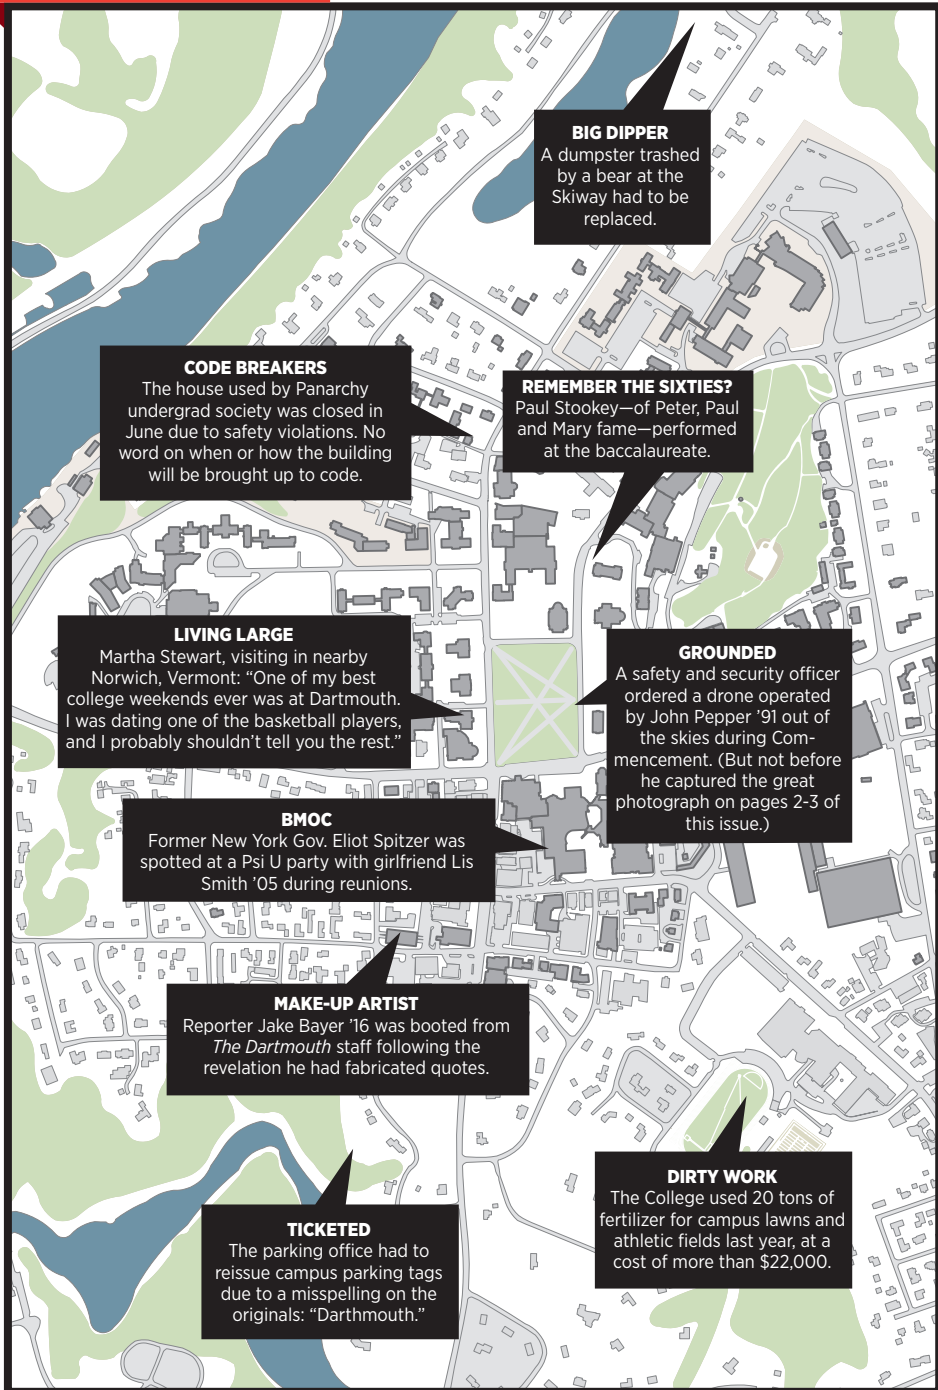 BIG DIPPER
A dumpster trashed
by a bear at the
Skiway had to be
replaced.
CODE BREAKERS
The house used by Panarchy
undergrad society was closed in
June due to safety violations. No
word on when or how the building
will be brought up to code.
REMEMBER THE SIXTIES?
Paul Stookey—of Peter, Paul
and Mary fame—performed
at the baccalaureate.
LIVING LARGE
Martha Stewart, visiting in nearby
Norwich, Vermont: “One of my best
college weekends ever was at Dartmouth.
I was dating one of the basketball players,
and I probably shouldn’t tell you the rest.”
GROUNDED
A safety and security officer
ordered a drone operated
by John Pepper ’91 out of
the skies during Com-
mencement. (But not before
he captured the great
photograph on pages 2-3 of
this issue.)
BMOC
Former New York Gov. Eliot Spitzer was
spotted at a Psi U party with girlfriend Lis
Smith ’05 during reunions.
MAKE-UP ARTIST
Reporter Jake Bayer ’16 was booted from
The Dartmouth staff following the
revelation he had fabricated quotes.
DIRTY WORK
The College used 20 tons of
fertilizer for campus lawns and
athletic fields last year, at a
cost of more than $22,000.
TICKETED
The parking office had to
reissue campus parking tags
due to a misspelling on the
originals: “Darthmouth.”